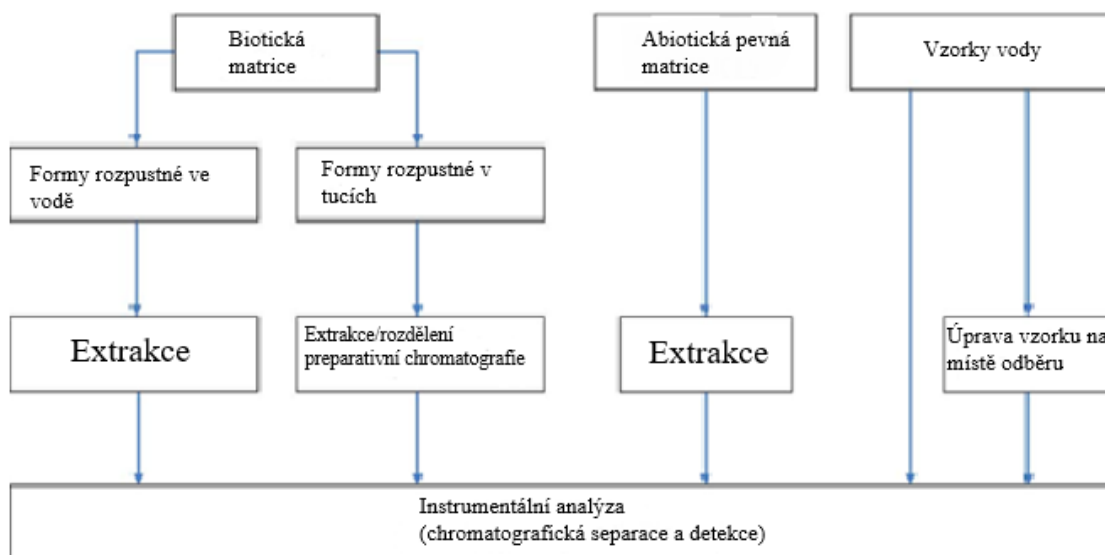 Biotická
matrice
Abiotická pevná
matrice
Vzorky vody
Formy rozpustné ve
vodě
Formy rozpustné v
tucích
Extrakce
Extrakce/rozdělení
preparativní chromatografie
Extrakce
Úprava vzorku na
místě odběru
Instrumentální analýza
(chromatografická separace a detekce)